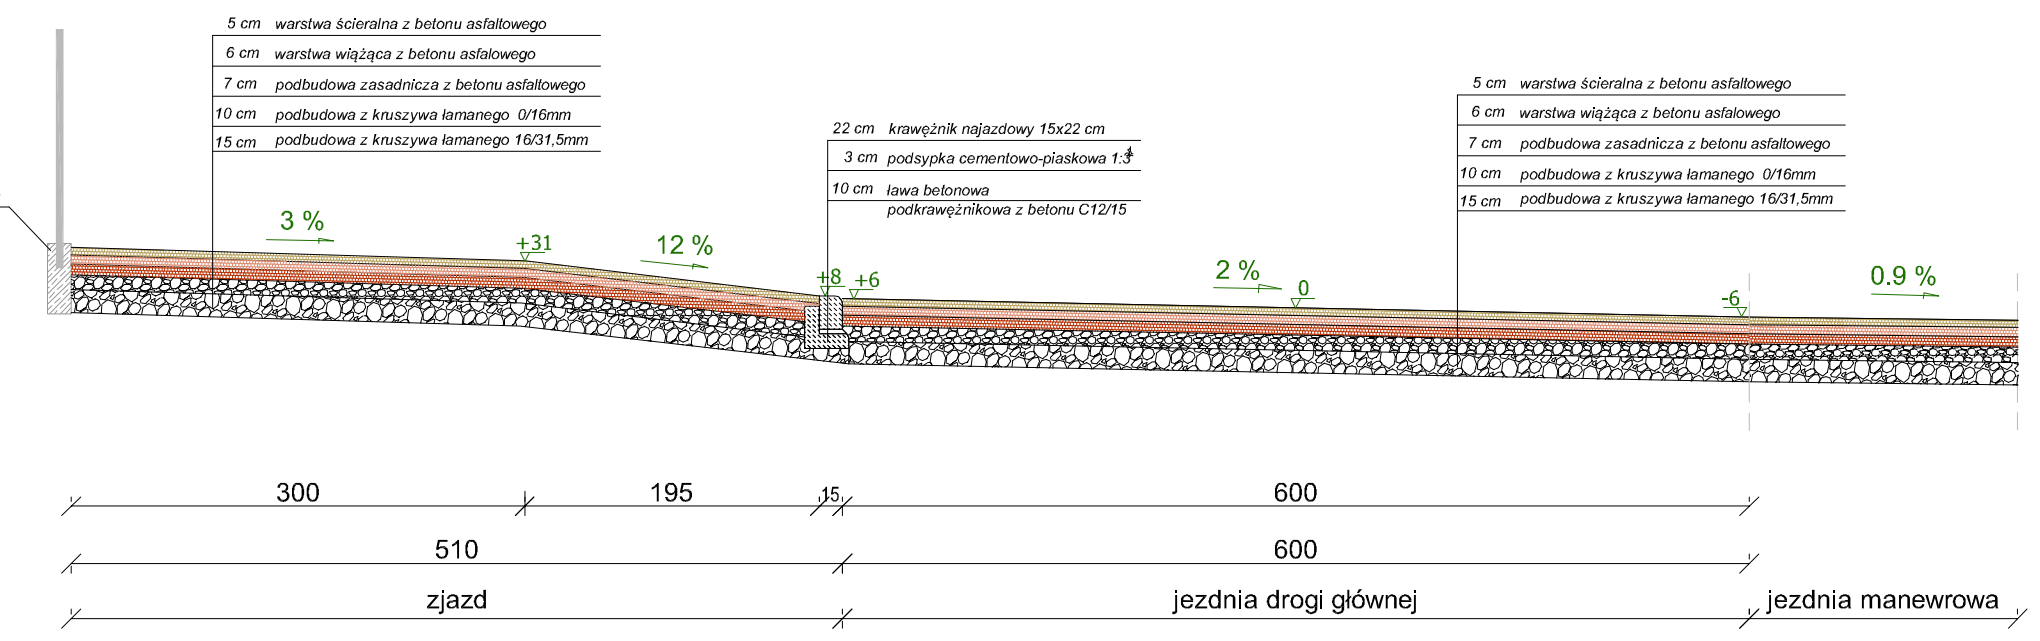 5 cm warstwa ścieralna z betonu asfaltowego
6 cm warstwa wiążąca z betonu asfalowego
7 cm podbudowa zasadnicza z betonu asfaltowego
10 cm podbudowa z kruszywa łamanego 0/16mm
15 cm podbudowa z kruszywa łamanego 16/31,5mm
22 cm krawężnik najazdowy 15x22 cm
3 cm podsypka cementowo-piaskowa
10 cm ława betonowa
podkrawężnikowa z betonu C12/15
5 cm warstwa ścieralna z betonu asfaltowego
6 cm warstwa wiążąca z betonu asfalowego
7 cm podbudowa zasadnicza z betonu asfaltowego
10 cm podbudowa z kruszywa łamanego 0/16mm
15 cm podbudowa z kruszywa łamanego 16/31,5mm
3 %
+31
12 %
+8
+6
2 %
0
-6
0.9 %
300 195 15 600
510 600
zjazd jezdnia drogi głównej jezdnia manewrowa